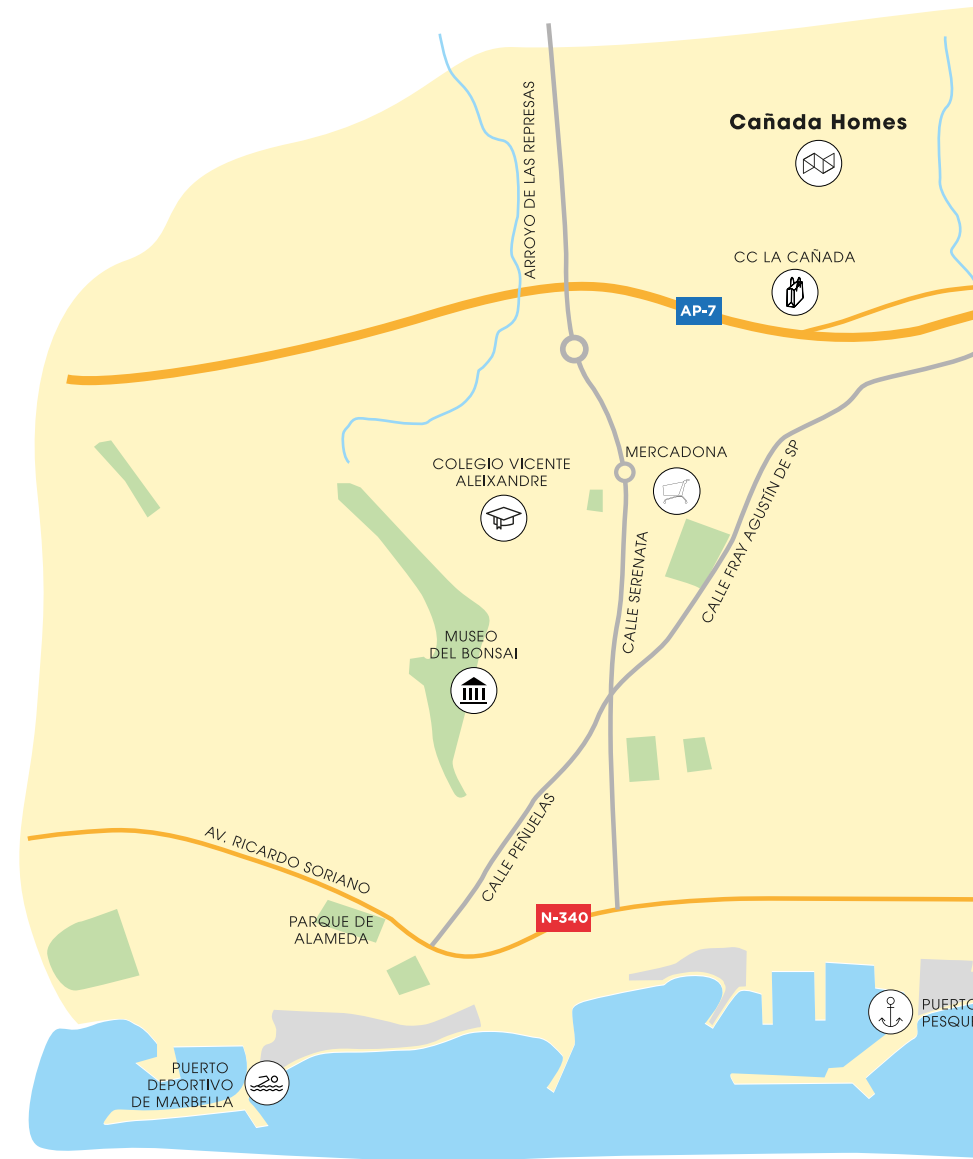 ARROYO DE LAS REPRESAS
Cañada Homes
CC LA CAÑADA
AP-7
COLEGIO VICENTE
ALEIXANDRE
MERCADONA
CALLE FRAY AGUSTÍN DE SP
CALLE SERENATA
MUSEO
DEL BONSAI
CALLE PEÑUELAS
AV. RICARDO SORIANO
PARQUE DE
ALAMEDA
N-340
PUERTO
PESQUE
PUERTO
DEPORTIVO
DE MARBELLA